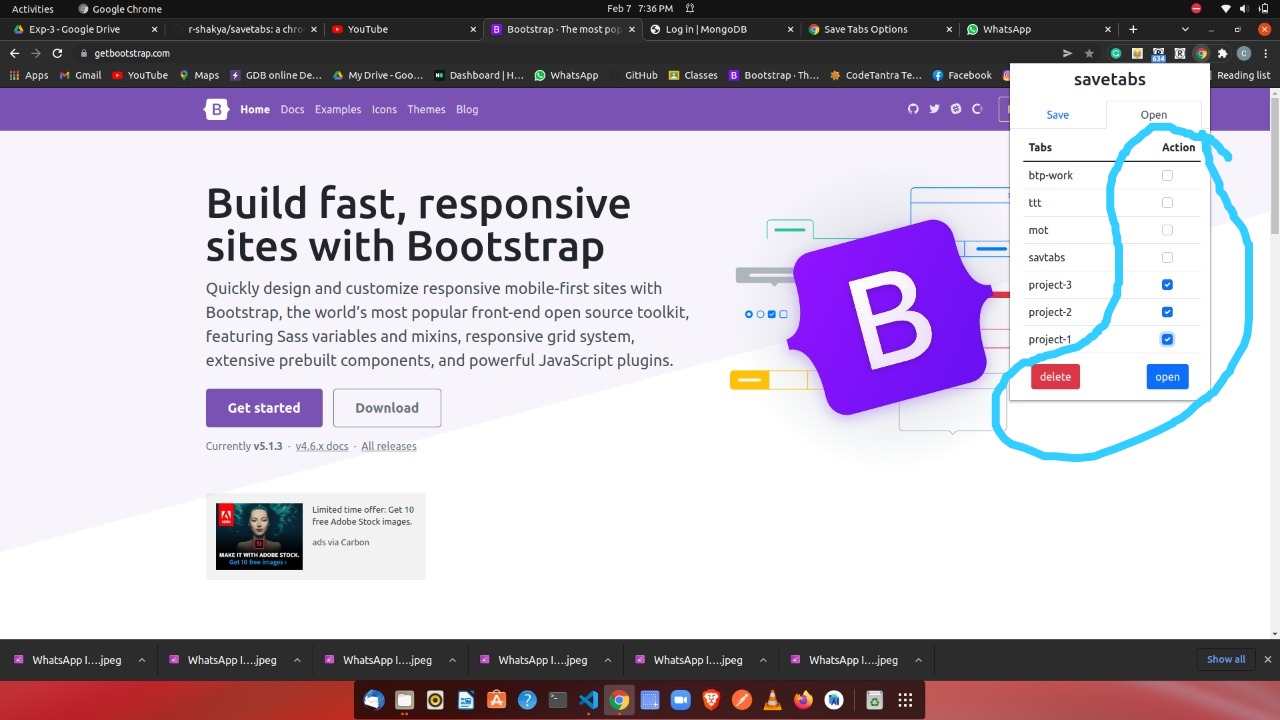 Activities Google Chrome Feb 7 7:36 PM
Exp-3 - Google Drive r-shakya/savetabs: a chro YouTube Bootstrap · The most pop Log in | MongoDB Save Tabs Options WhatsApp
getbootstrap.com 634 C
Apps Gmail YouTube Maps GDB online De... My Drive - Goo... Dashboard | H... WhatsApp GitHub Classes Bootstrap · Th... CodeTantra Te... Facebook Reading list
B Home Docs Examples Icons Themes Blog
savetabs
Save Open
Tabs Action
btp-work
ttt
mot
savtabs
project-3
project-2
project-1
delete open
Build fast, responsive
sites with Bootstrap
Quickly design and customize responsive mobile-first sites with
Bootstrap, the world's most popular front-end open source toolkit,
featuring Sass variables and mixins, responsive grid system,
extensive prebuilt components, and powerful JavaScript plugins.
B
Get started Download
Currently v5.1.3 · v4.6.x docs · All releases
Limited time offer: Get 10
free Adobe Stock images.
ads via Carbon
Adobe
St
MAKE IT WITH ADOBE STOCK.
Get 10 free images ›
WhatsApp I....jpeg WhatsApp I....jpeg WhatsApp I....jpeg WhatsApp I....jpeg WhatsApp I....jpeg WhatsApp I....jpeg Show all